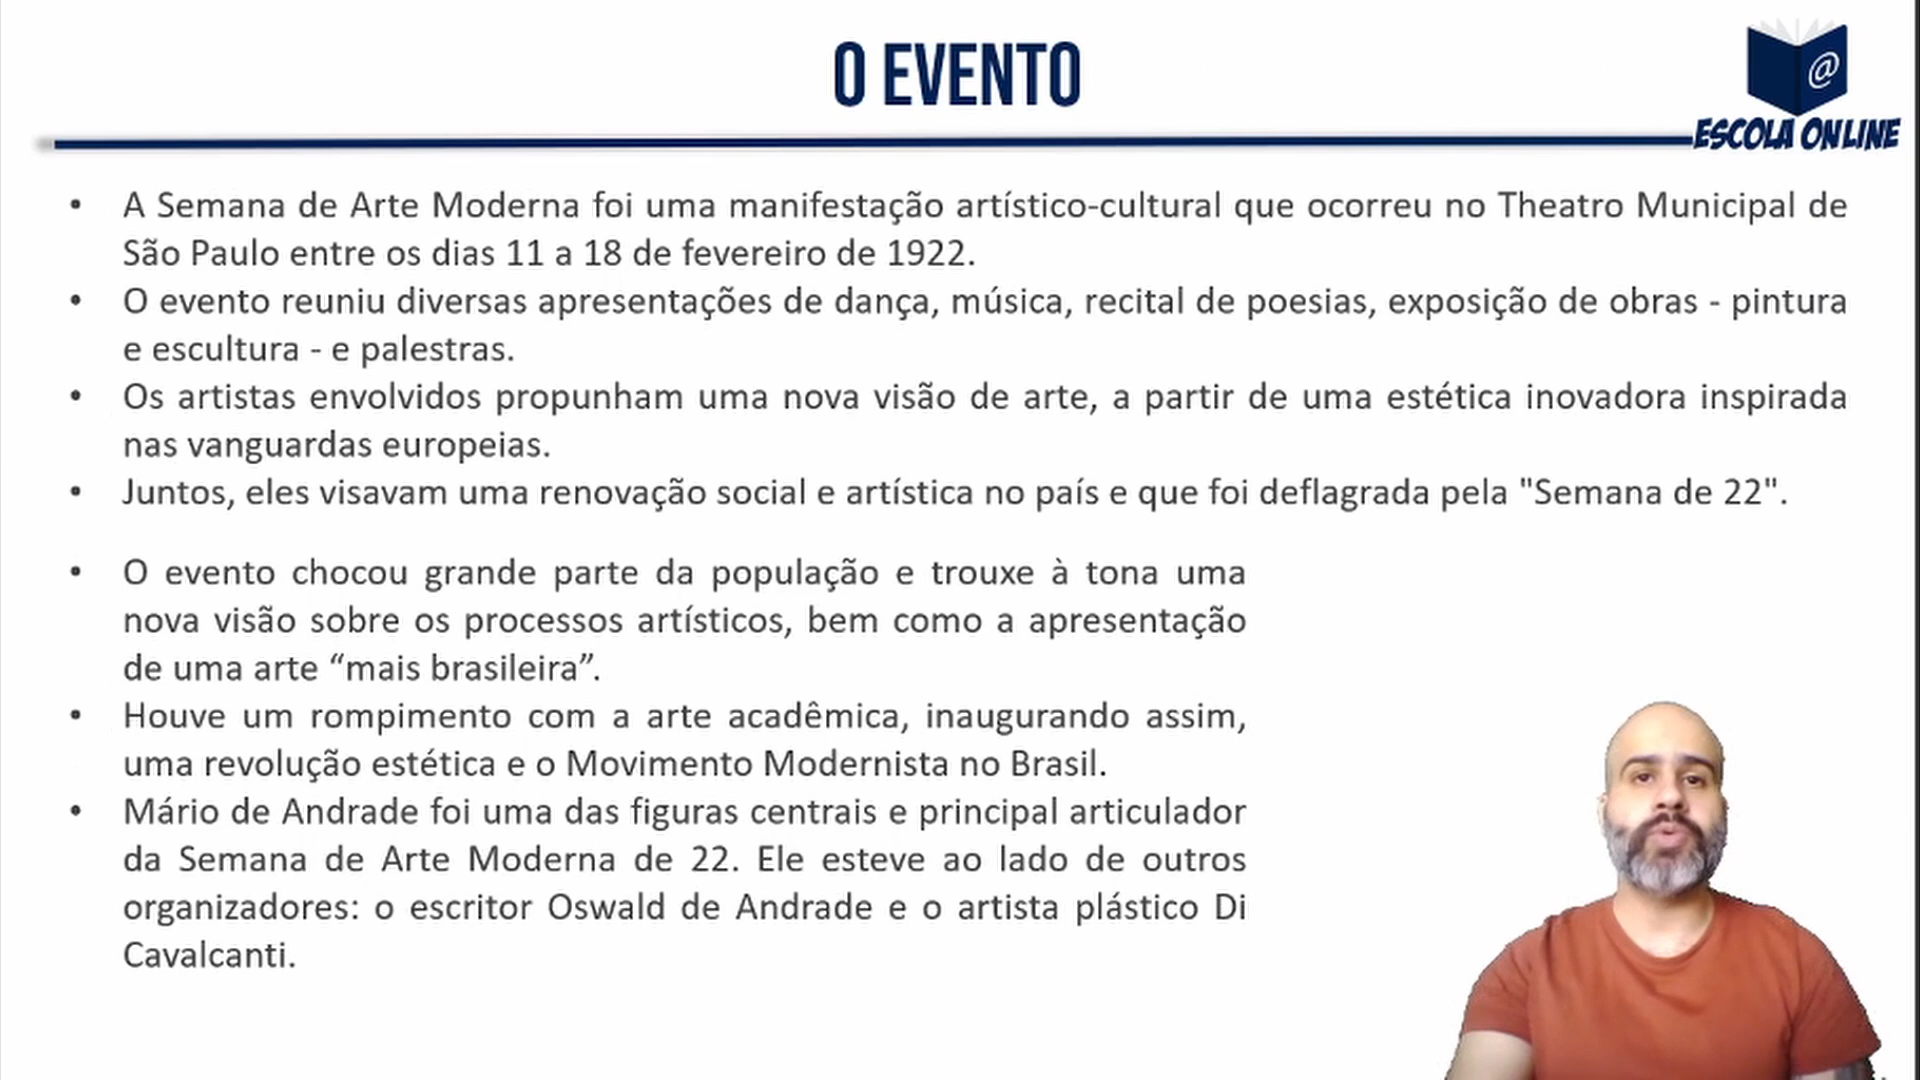 O EVENTO
@
ESCOLA ONLINE
• A Semana de Arte Moderna foi uma manifestação artístico-cultural que ocorreu no Theatro Municipal de
São Paulo entre os dias 11 a 18 de fevereiro de 1922.
• O evento reuniu diversas apresentações de dança, música, recital de poesias, exposição de obras - pintura
e escultura - e palestras.
• Os artistas envolvidos propunham uma nova visão de arte, a partir de uma estética inovadora inspirada
nas vanguardas europeias.
• Juntos, eles visavam uma renovação social e artística no país e que foi deflagrada pela "Semana de 22".
• O evento chocou grande parte da população e trouxe à tona uma
nova visão sobre os processos artísticos, bem como a apresentação
de uma arte “mais brasileira”.
• Houve um rompimento com a arte acadêmica, inaugurando assim,
uma revolução estética e o Movimento Modernista no Brasil.
• Mário de Andrade foi uma das figuras centrais e principal articulador
da Semana de Arte Moderna de 22. Ele esteve ao lado de outros
organizadores: o escritor Oswald de Andrade e o artista plástico Di
Cavalcanti.